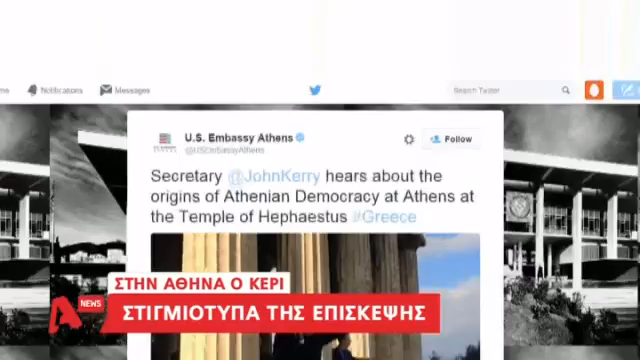 Notifications
Messages
Search Twitter
U.S. Embassy Athens
@USEmbassyAthens
Follow
Secretary @JohnKerry hears about the
origins of Athenian Democracy at Athens at
the Temple of Hephaestus #Greece
ΣΤΗΝ ΑΘΗΝΑ Ο ΚΕΡΙ
A NEWS
ΣΤΙΓΜΙΟΤΥΠΑ ΤΗΣ ΕΠΙΣΚΕΨΗΣ